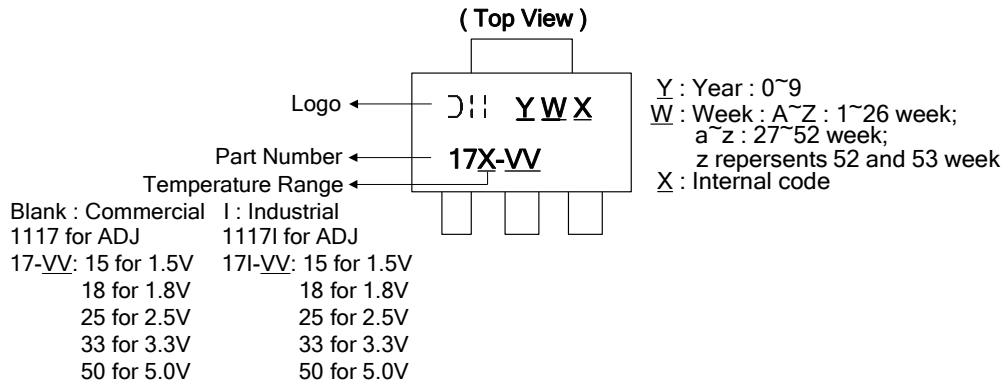 ( Top View )
Logo
Y W X
Part Number
17X-VV
Temperature Range
Y : Year : 0~9
W : Week : A~Z : 1~26 week;
a~z : 27~52 week;
z repersents 52 and 53 week
X : Internal code
Blank : Commercial I : Industrial
1117 for ADJ 1117I for ADJ
17-VV: 15 for 1.5V 17I-VV: 15 for 1.5V
18 for 1.8V 18 for 1.8V
25 for 2.5V 25 for 2.5V
33 for 3.3V 33 for 3.3V
50 for 5.0V 50 for 5.0V